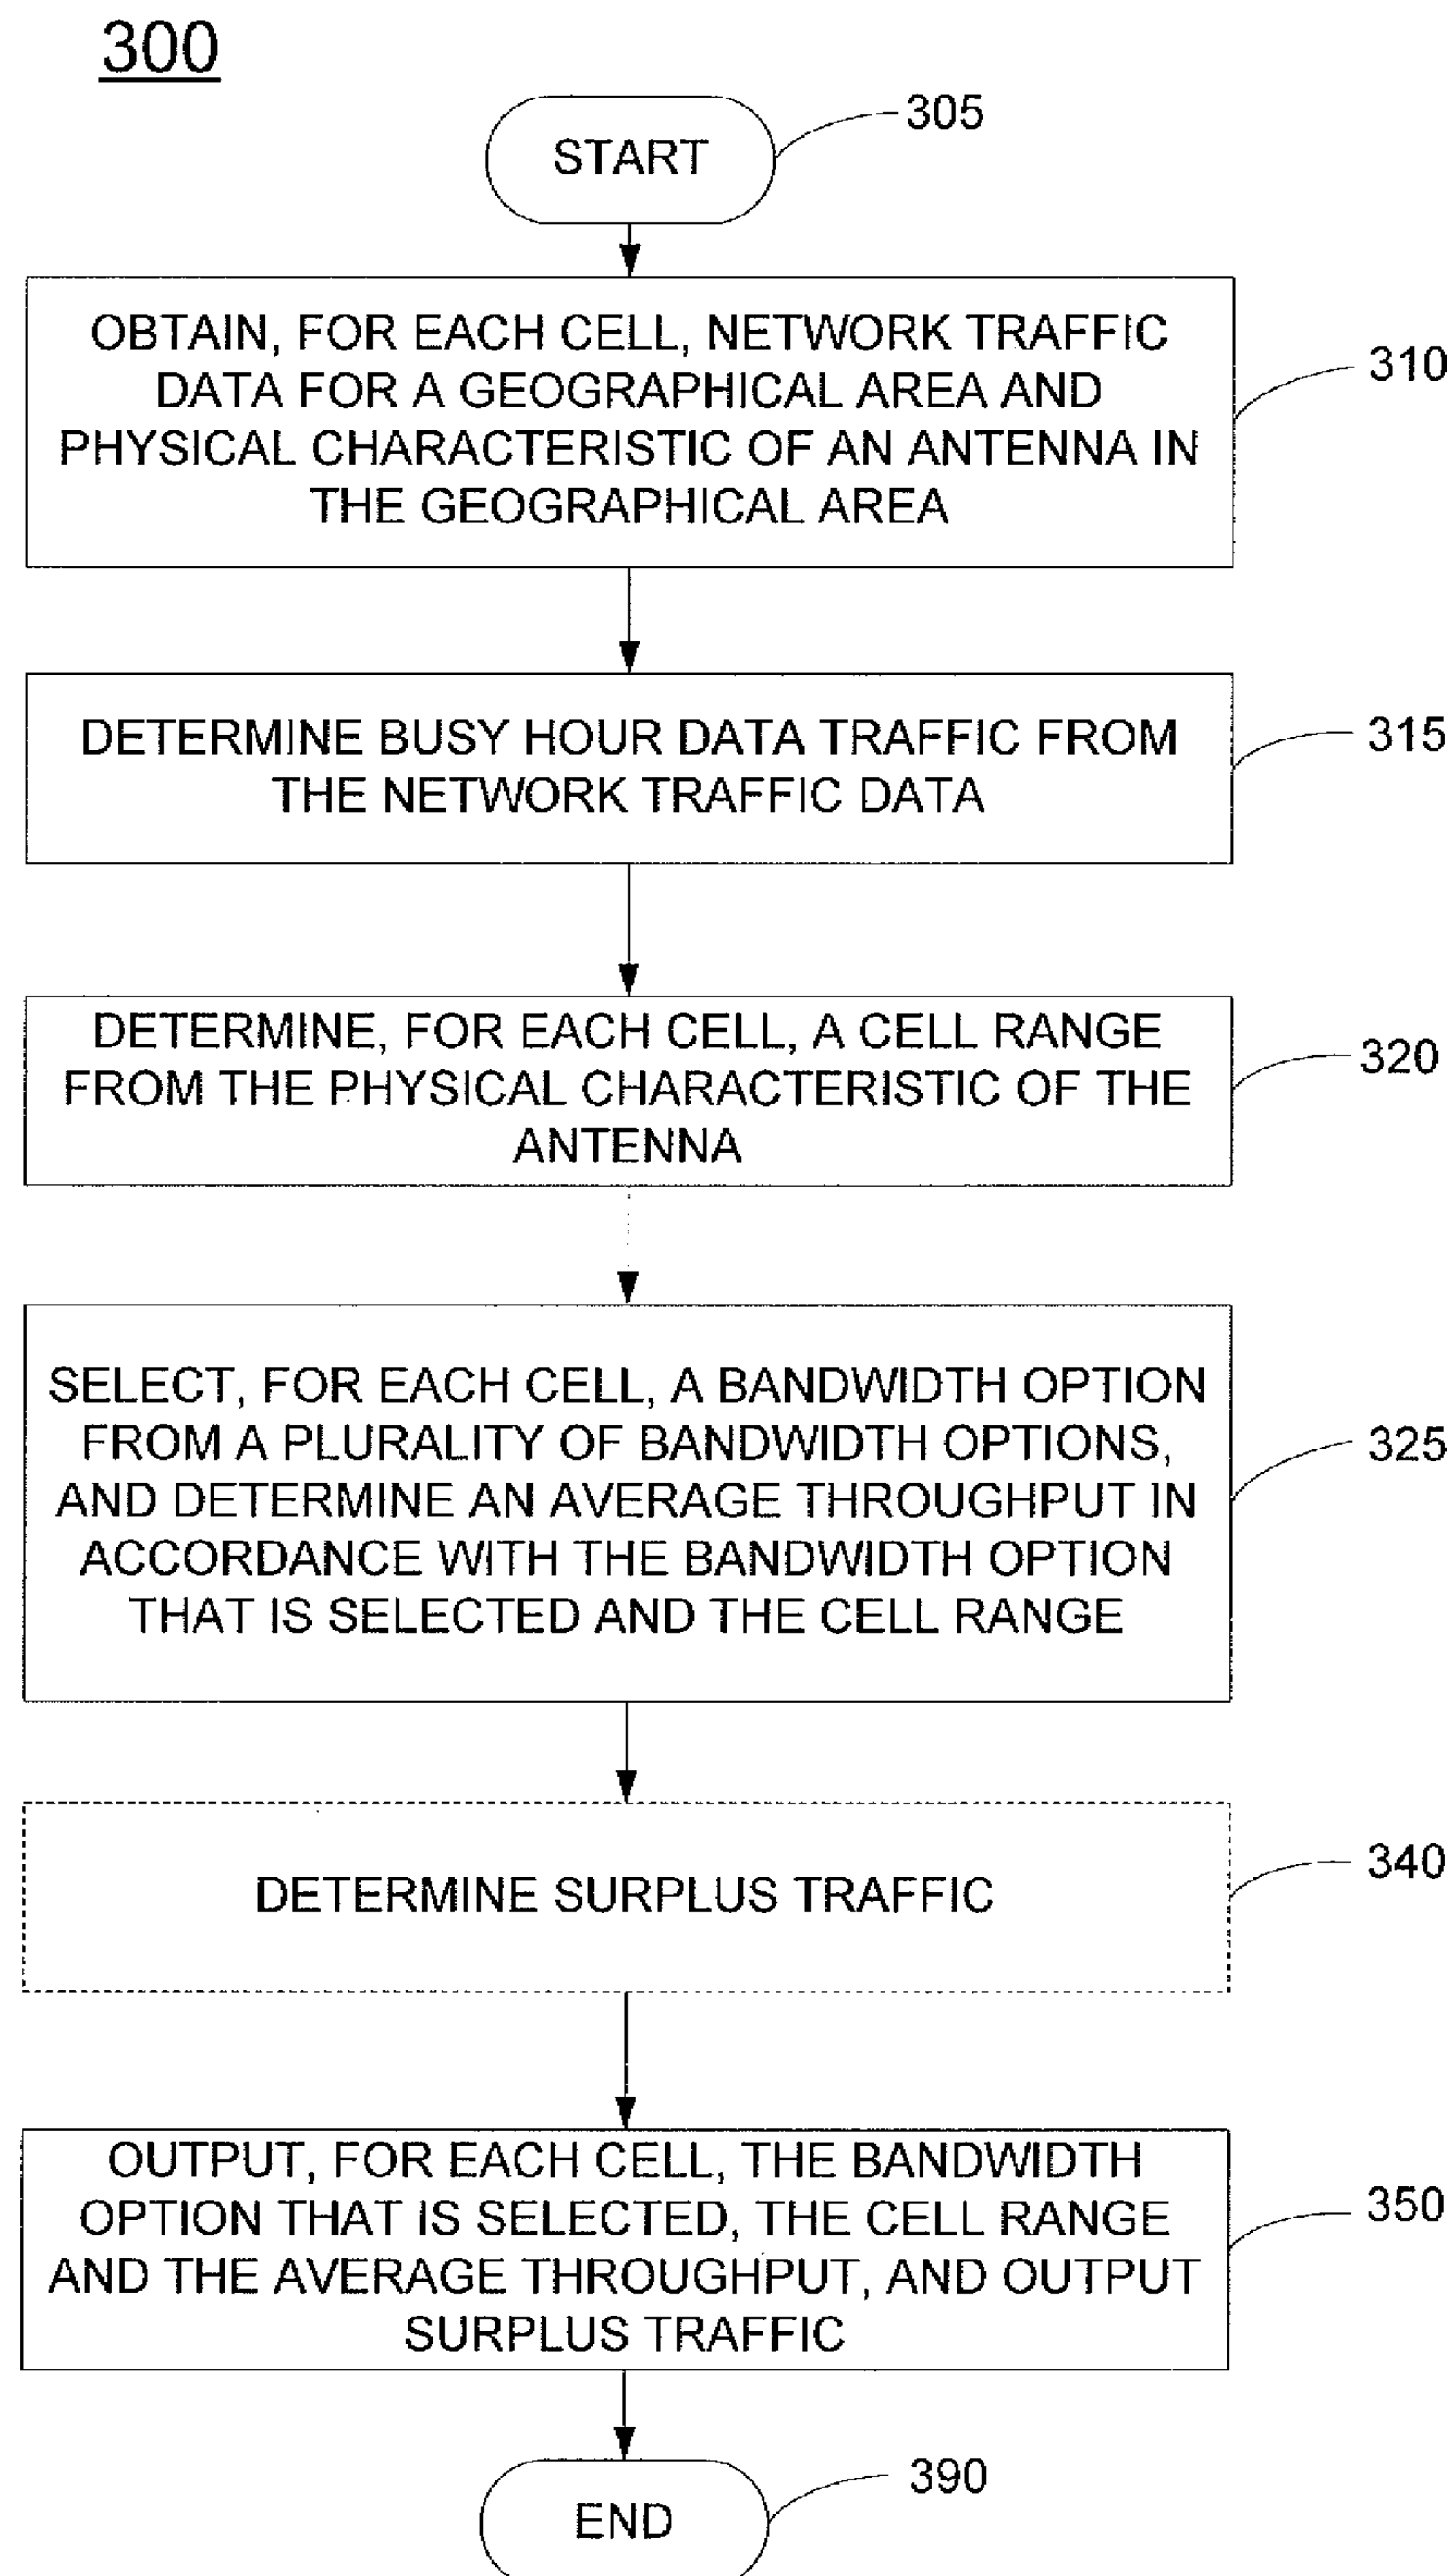 300
START
305
OBTAIN, FOR EACH CELL, NETWORK TRAFFIC
DATA FOR A GEOGRAPHICAL AREA AND
PHYSICAL CHARACTERISTIC OF AN ANTENNA IN
THE GEOGRAPHICAL AREA
310
DETERMINE BUSY HOUR DATA TRAFFIC FROM
THE NETWORK TRAFFIC DATA
315
DETERMINE, FOR EACH CELL, A CELL RANGE
FROM THE PHYSICAL CHARACTERISTIC OF THE
ANTENNA
320
SELECT, FOR EACH CELL, A BANDWIDTH OPTION
FROM A PLURALITY OF BANDWIDTH OPTIONS,
AND DETERMINE AN AVERAGE THROUGHPUT IN
ACCORDANCE WITH THE BANDWIDTH OPTION
THAT IS SELECTED AND THE CELL RANGE
325
DETERMINE SURPLUS TRAFFIC
340
OUTPUT, FOR EACH CELL, THE BANDWIDTH
OPTION THAT IS SELECTED, THE CELL RANGE
AND THE AVERAGE THROUGHPUT, AND OUTPUT
SURPLUS TRAFFIC
350
END
390